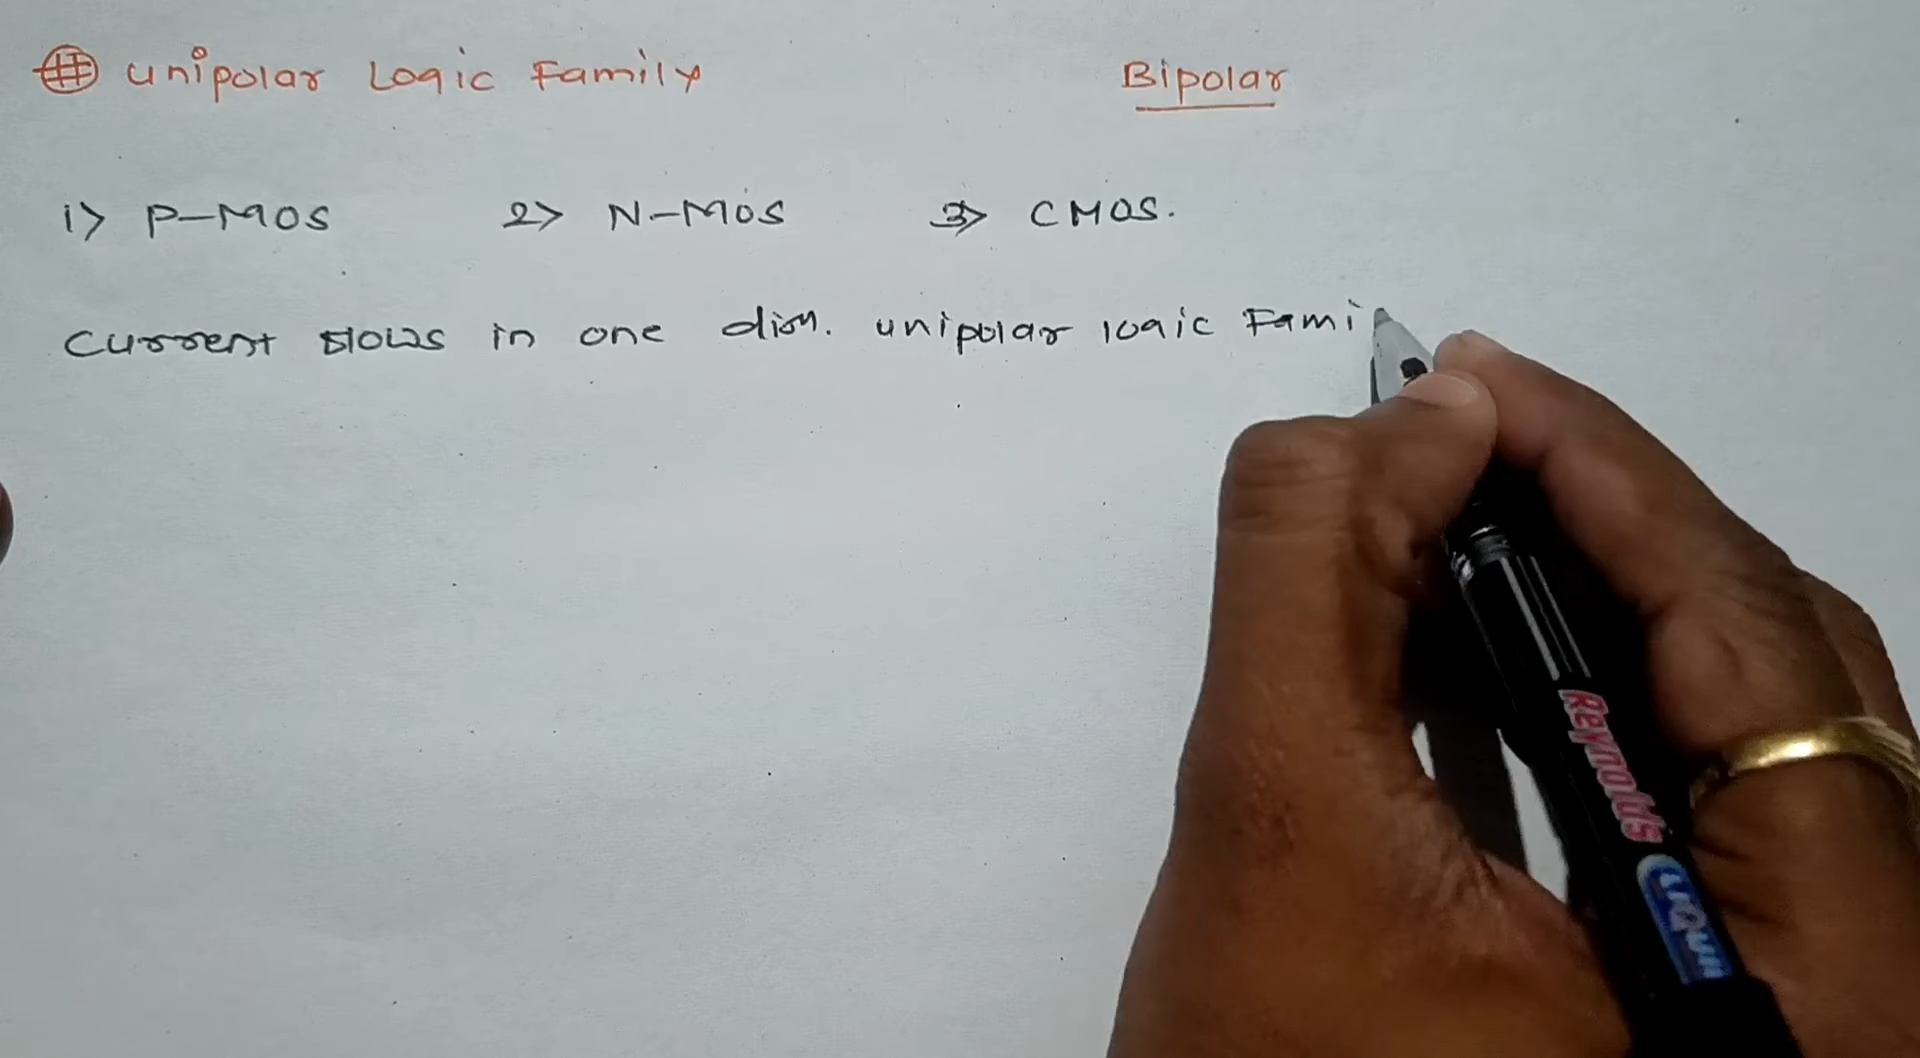 # Unipolar Logic Family Bipolar
1> P-MOS 2> N-MOS 3> CMOS.
Current flows in one dirn. unipolar logic Fami
Reynolds
LIQUI